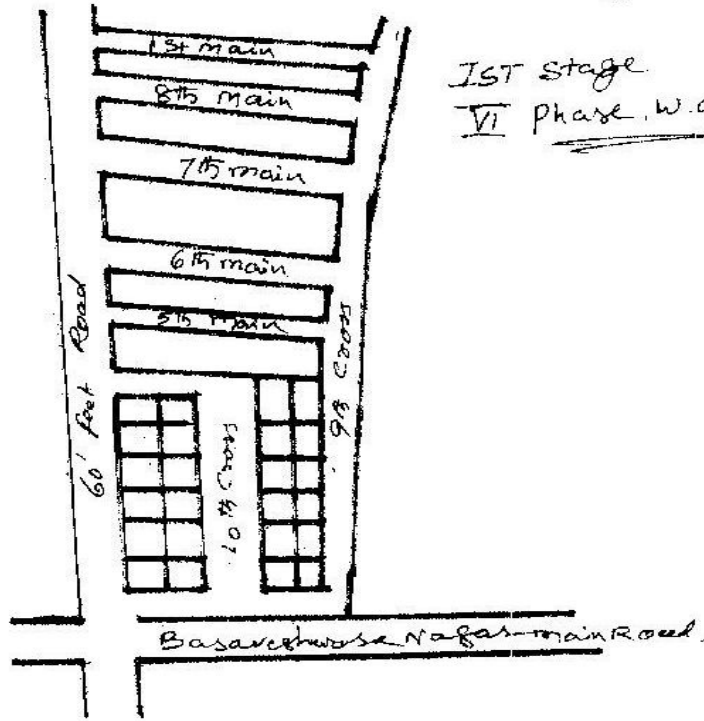 1st main
IST Stage
8th main
VI Phase. W.
7th main
6th main
5th Main
60' feet Road
9th Cross
10th Cross
Basaveshwara Nagar main Road.